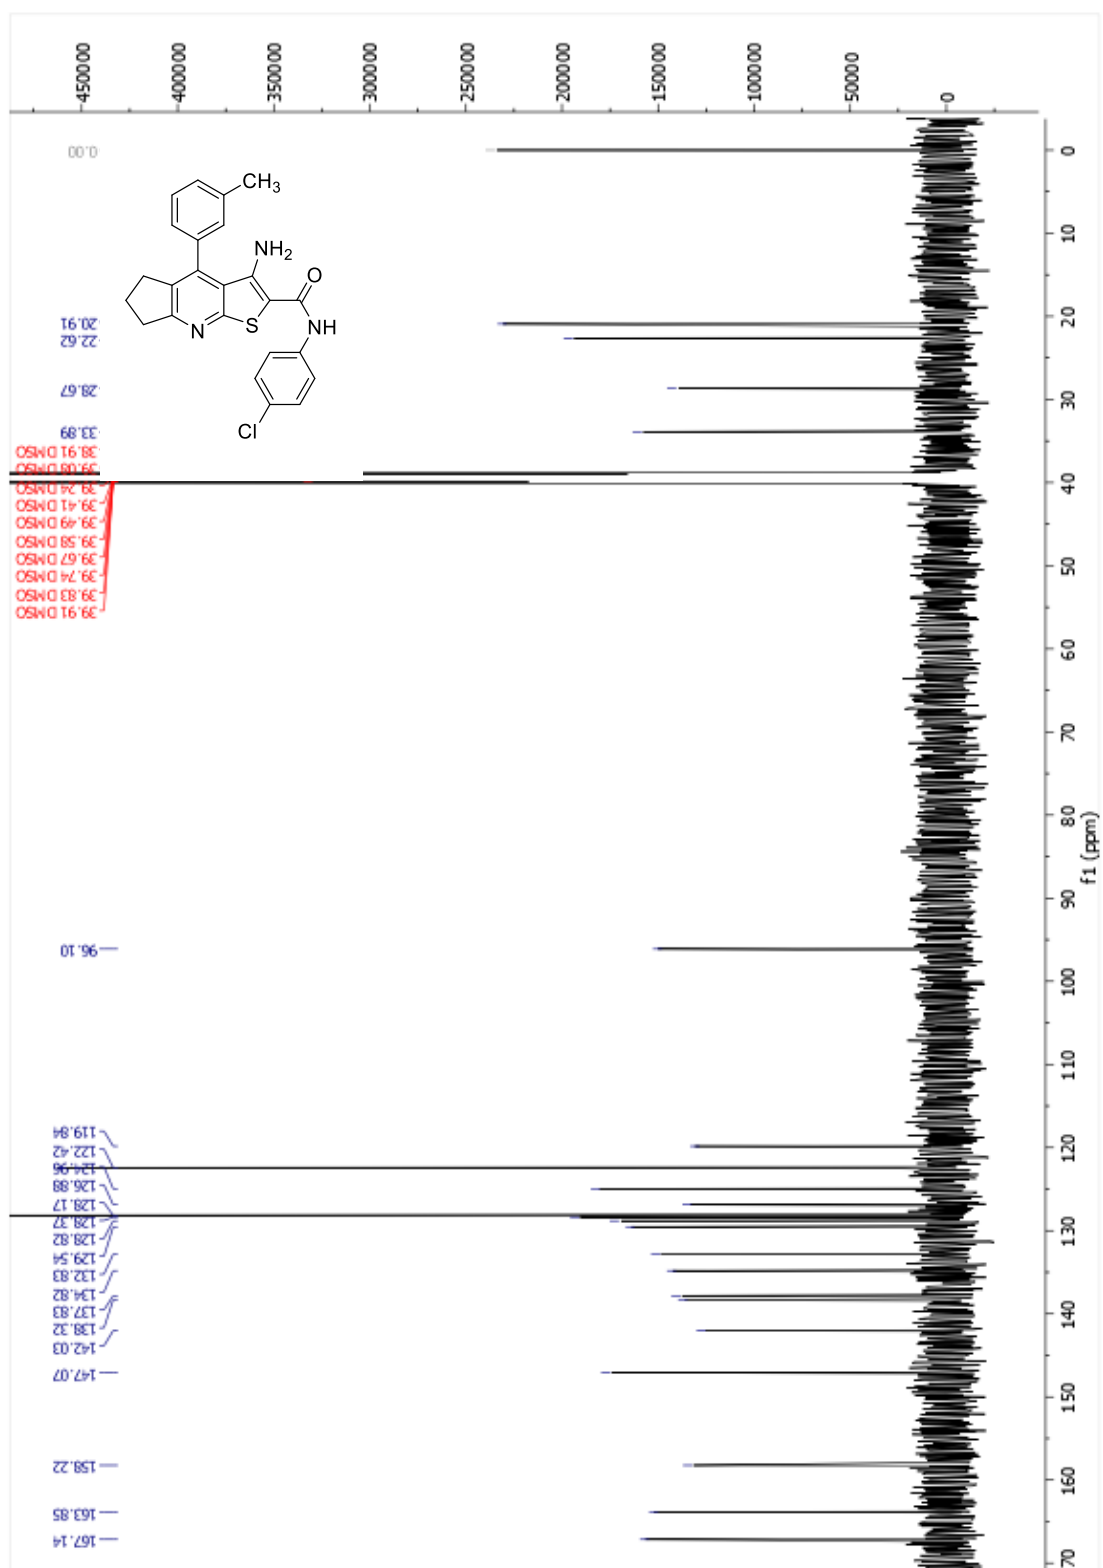 450000
400000
350000
300000
250000
200000
150000
100000
50000
0
0.00
20.91
22.62
28.67
33.89
38.91 DMSO
39.08 DMSO
39.24 DMSO
39.41 DMSO
39.49 DMSO
39.58 DMSO
39.67 DMSO
39.74 DMSO
39.83 DMSO
39.91 DMSO
96.10
119.84
122.42
124.96
126.88
128.17
128.37
128.82
129.54
132.83
134.82
137.83
138.32
142.03
147.07
158.22
163.85
167.14
CH3
NH2
O
N
S
NH
Cl
0
10
20
30
40
50
60
70
80
90
100
110
120
130
140
150
160
170
f1 (ppm)